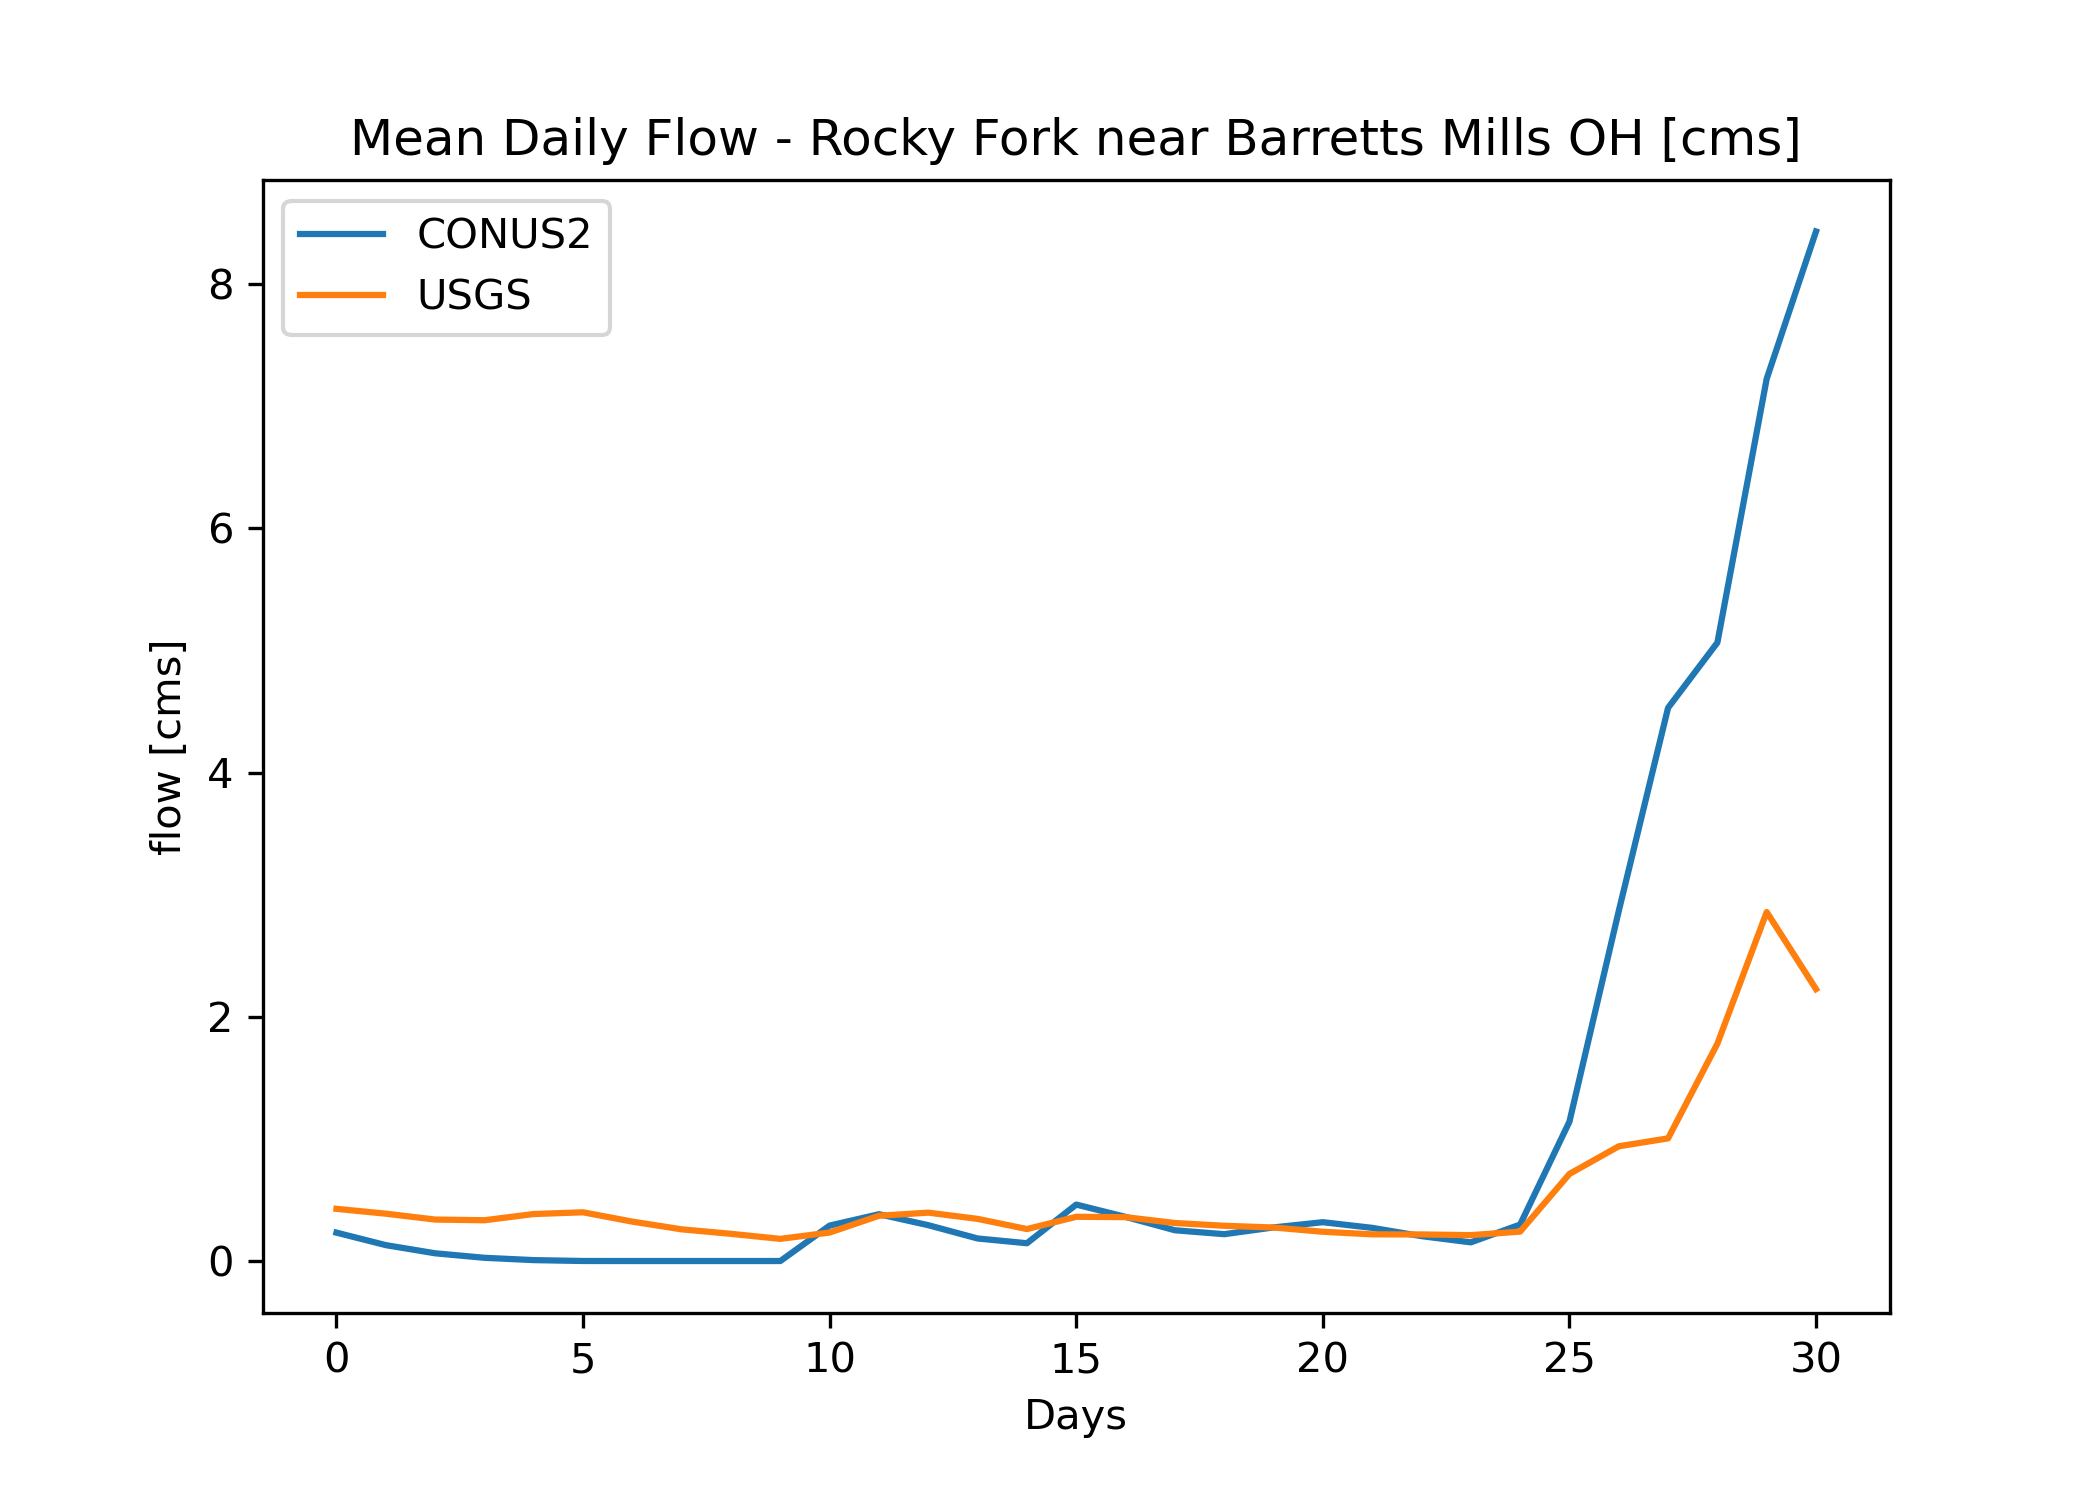 Mean Daily Flow - Rocky Fork near Barretts Mills OH [cms]
CONUS2
USGS
8
6
4
2
0
flow [cms]
0 5 10 15 20 25 30
Days